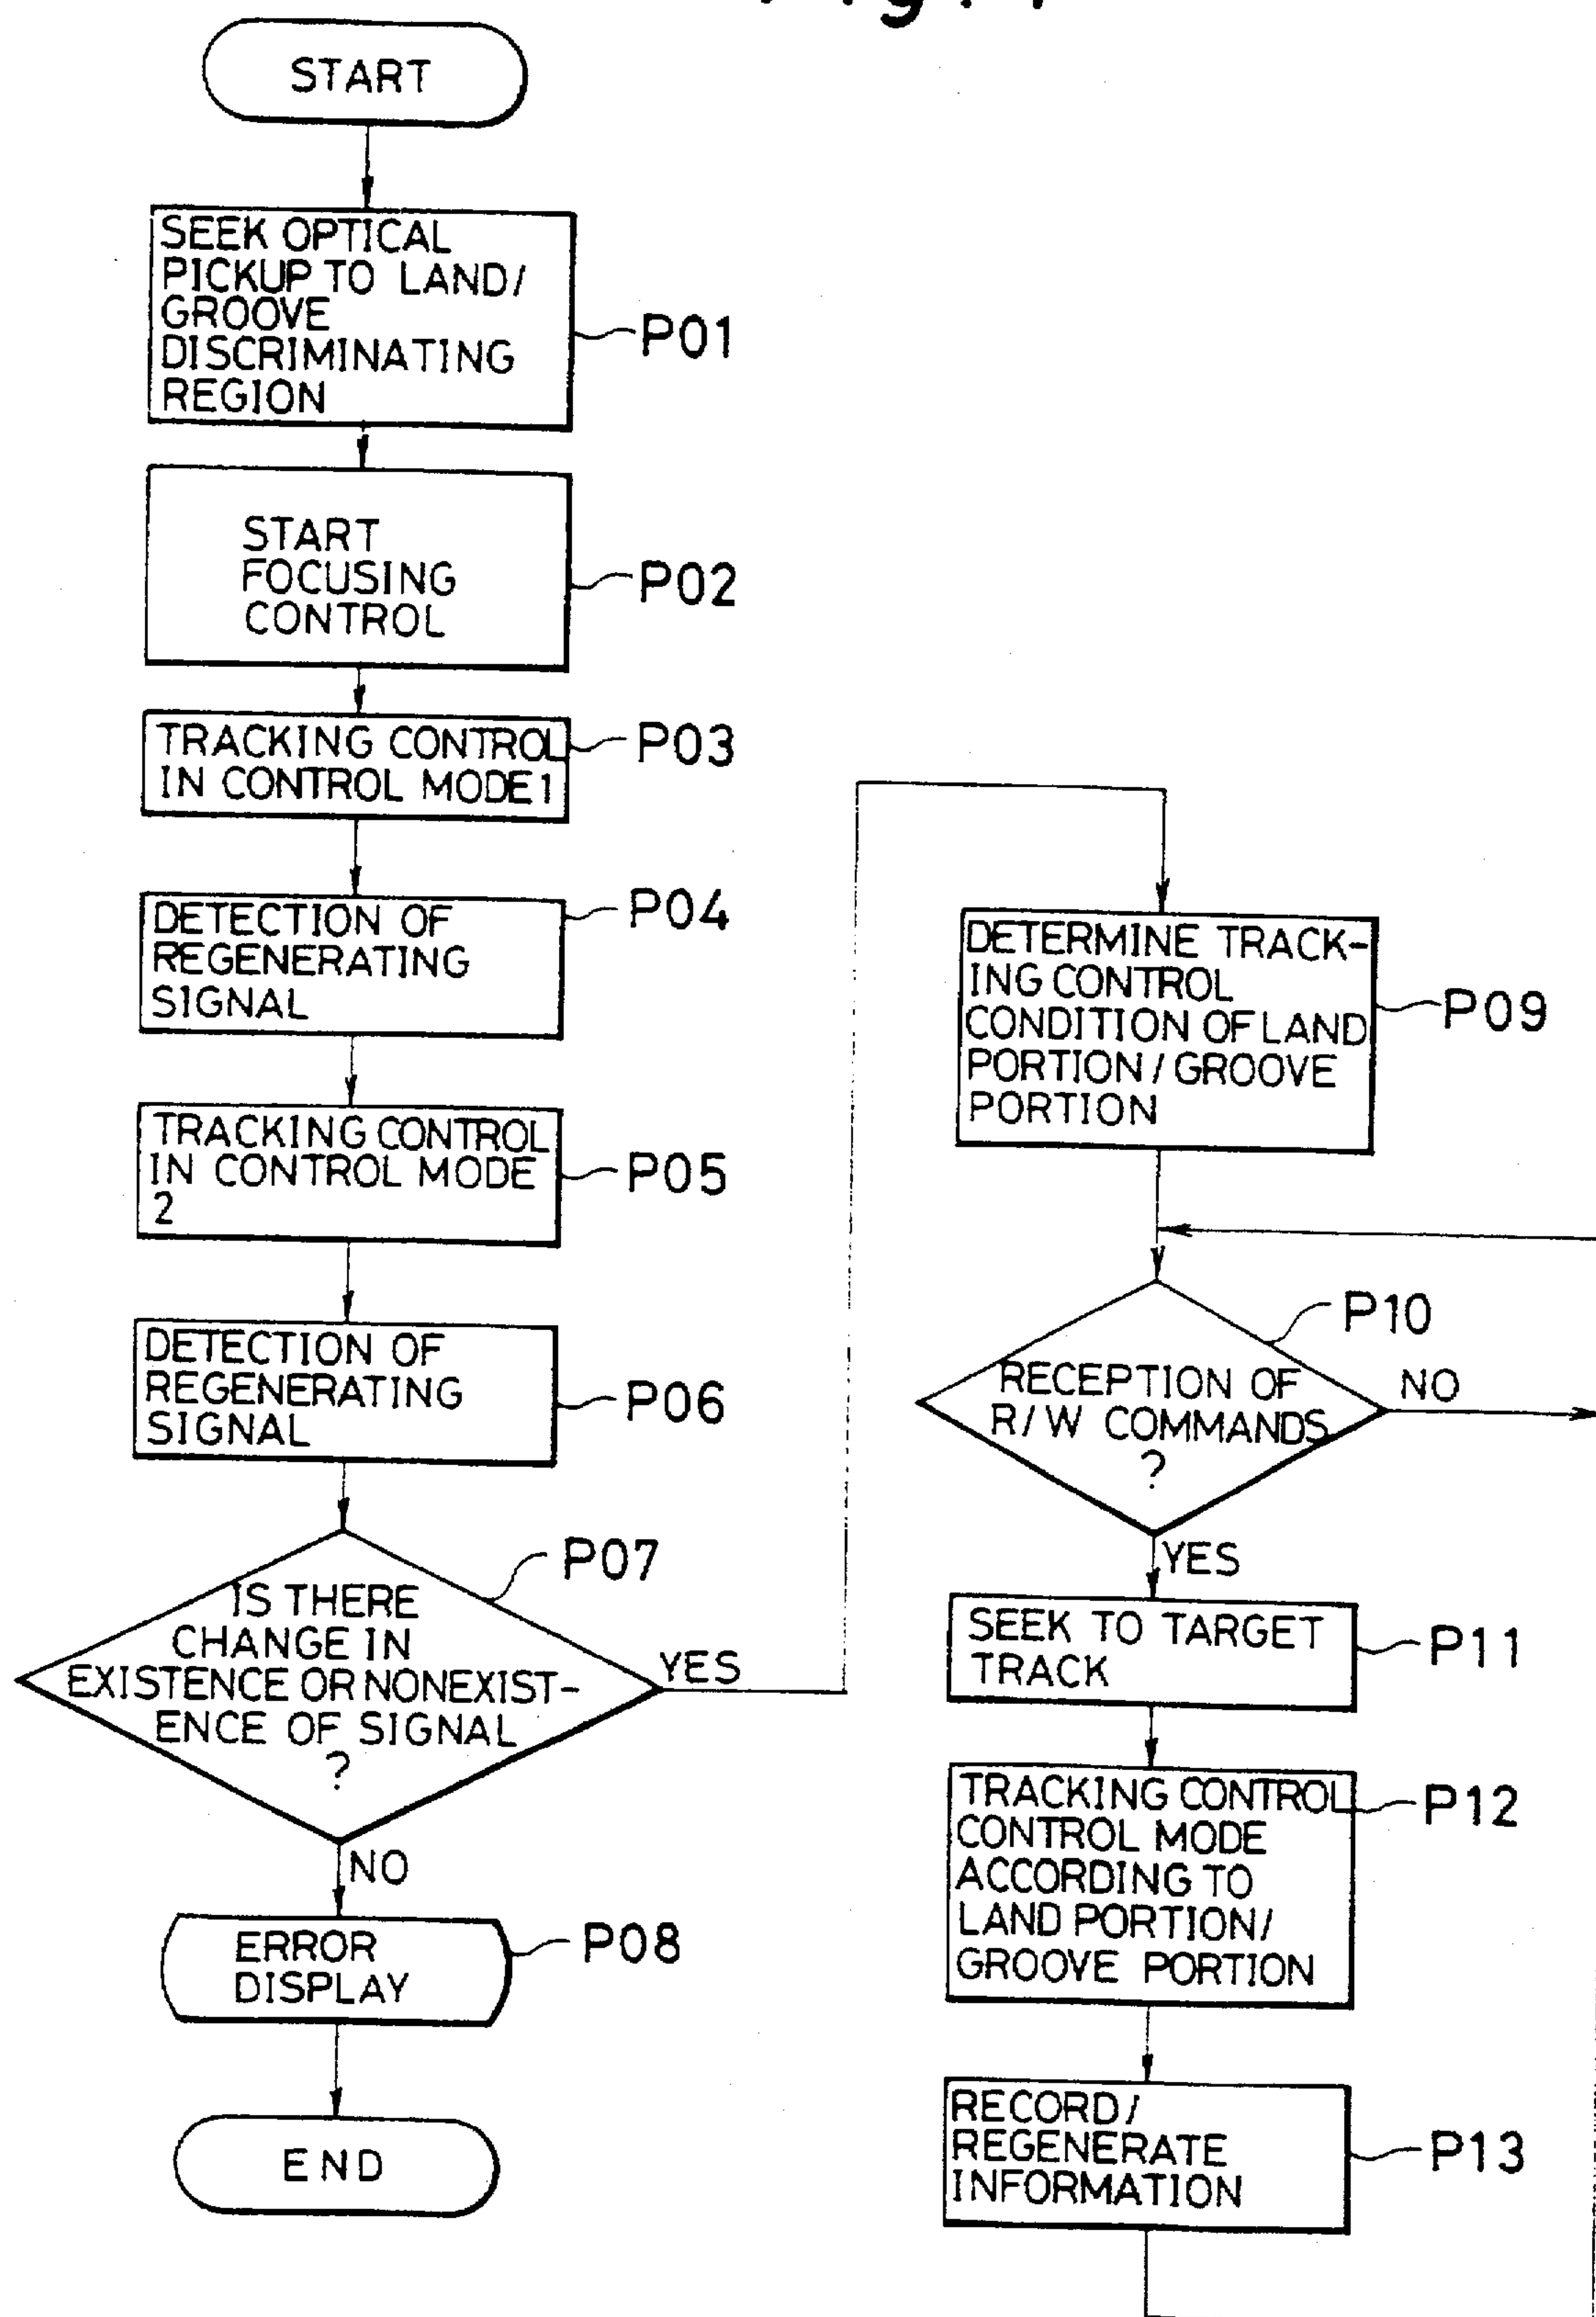 START
SEEK OPTICAL
PICKUP TO LAND/
GROOVE
DISCRIMINATING
REGION
P01
START
FOCUSING
CONTROL
P02
TRACKING CONTROL
IN CONTROL MODE 1
P03
DETECTION OF
REGENERATING
SIGNAL
P04
TRACKING CONTROL
IN CONTROL MODE
2
P05
DETECTION OF
REGENERATING
SIGNAL
P06
IS THERE
CHANGE IN
EXISTENCE OR NONEXIST-
ENCE OF SIGNAL
?
P07
YES
NO
ERROR
DISPLAY
P08
END
DETERMINE TRACK-
ING CONTROL
CONDITION OF LAND
PORTION/GROOVE
PORTION
P09
RECEPTION OF
R/W COMMANDS
?
P10
NO
YES
SEEK TO TARGET
TRACK
P11
TRACKING CONTROL
CONTROL MODE
ACCORDING TO
LAND PORTION/
GROOVE PORTION
P12
RECORD/
REGENERATE
INFORMATION
P13